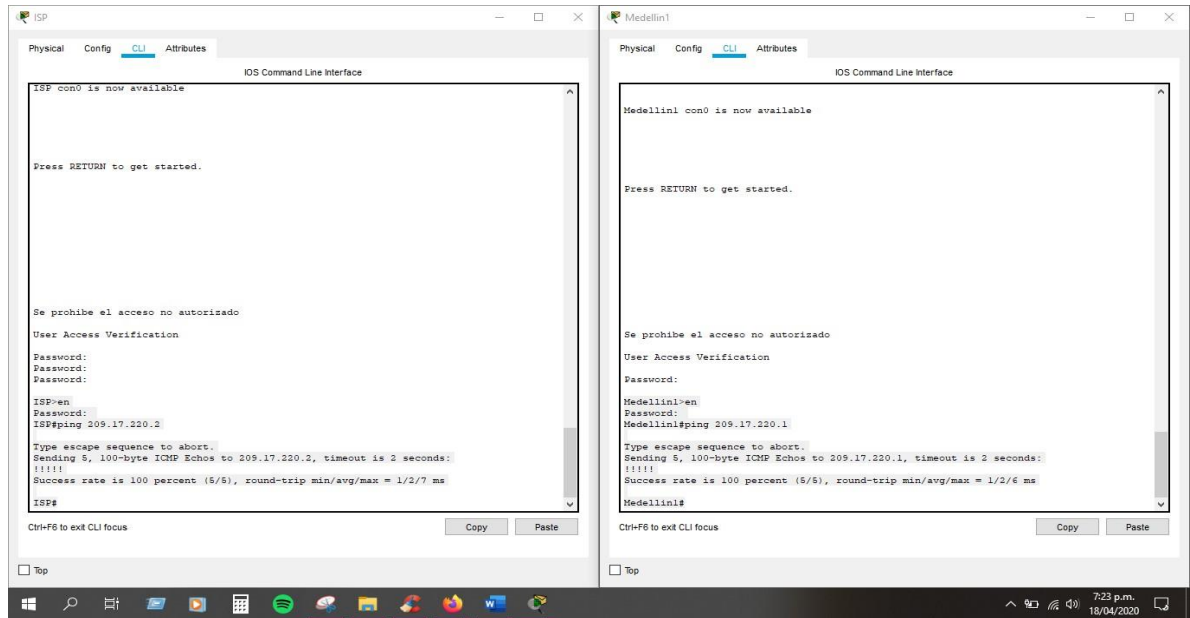 ISP
Physical Config CLI Attributes
IOS Command Line Interface
ISP con0 is now available
Press RETURN to get started.
Se prohibe el acceso no autorizado
User Access Verification
Password:
Password:
Password:
ISP>en
Password:
ISP#ping 209.17.220.2
Type escape sequence to abort.
Sending 5, 100-byte ICMP Echos to 209.17.220.2, timeout is 2 seconds:
!!!!!
Success rate is 100 percent (5/5), round-trip min/avg/max = 1/2/7 ms
ISP#
Ctrl+F6 to exit CLI focus
Copy Paste
Top
Medellin1
Physical Config CLI Attributes
IOS Command Line Interface
Medellin1 con0 is now available
Press RETURN to get started.
Se prohibe el acceso no autorizado
User Access Verification
Password:
Medellin1>en
Password:
Medellin1#ping 209.17.220.1
Type escape sequence to abort.
Sending 5, 100-byte ICMP Echos to 209.17.220.1, timeout is 2 seconds:
!!!!!
Success rate is 100 percent (5/5), round-trip min/avg/max = 1/2/6 ms
Medellin1#
Ctrl+F6 to exit CLI focus
Copy Paste
Top
7:23 p.m.
18/04/2020